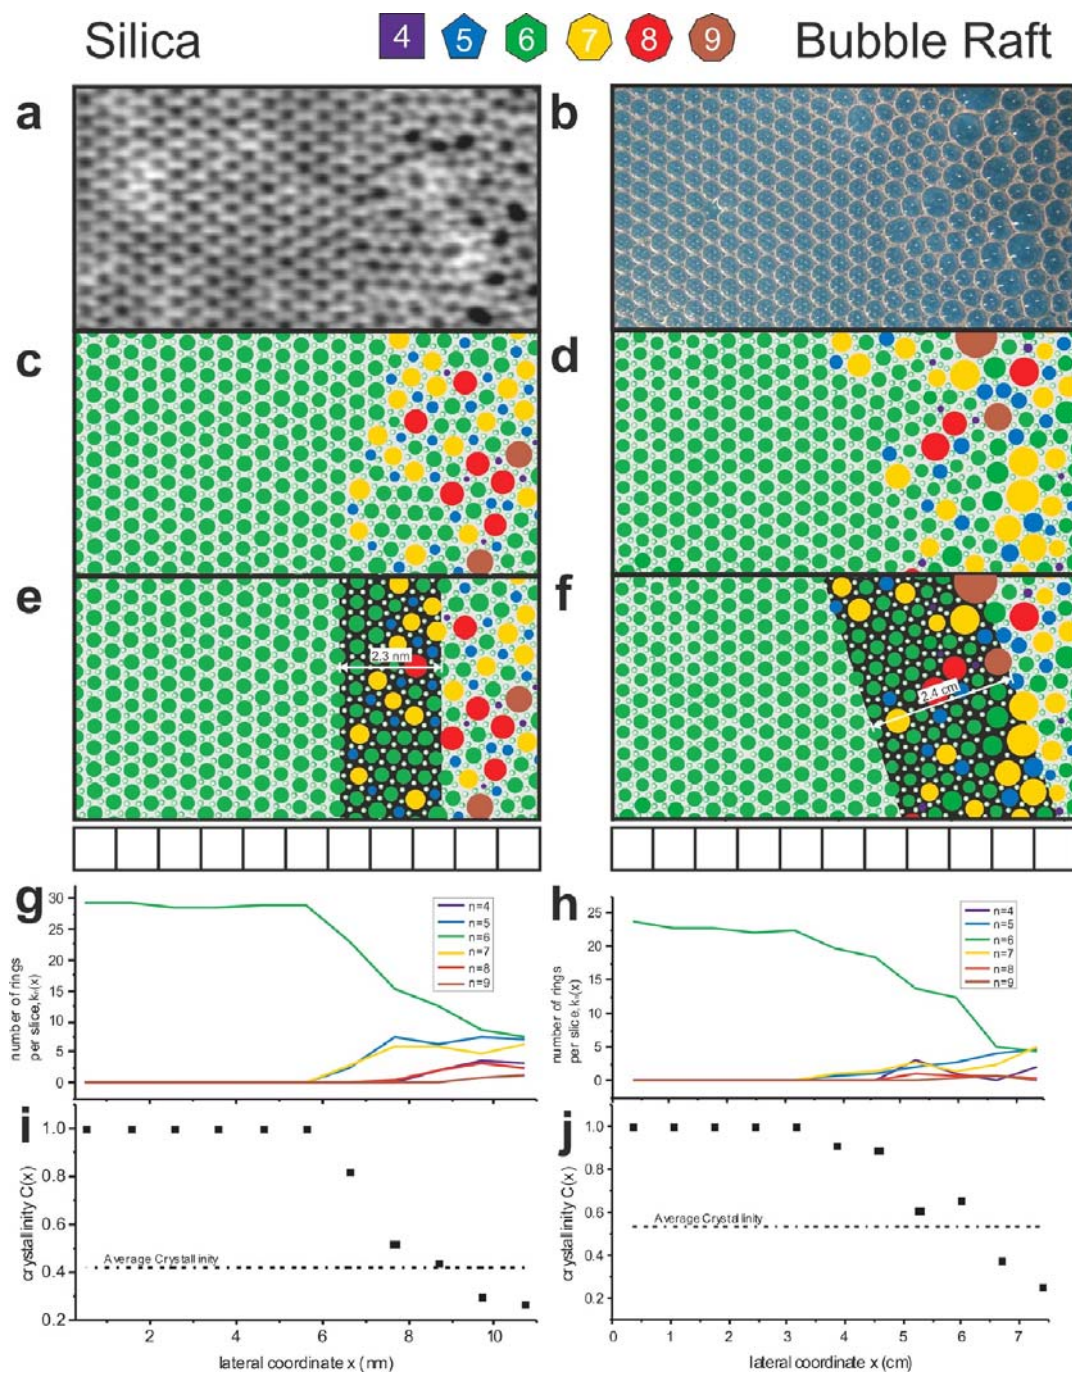 Silica 4 5 6 7 8 9 Bubble Raft
a b
c d
e f
2.3 nm
2.4 cm
g
number of rings
per slice, kₙ(x)
30
25
20
15
10
5
0
n=4
n=5
n=6
n=7
n=8
n=9
h
number of rings
per slice, kₙ(x)
25
20
15
10
5
0
n=4
n=5
n=6
n=7
n=8
n=9
i
crystallinity C(x)
1.0
0.8
0.6
0.4
0.2
Average Crystallinity
2 4 6 8 10
lateral coordinate x (nm)
j
crystallinity C(x)
1.0
0.8
0.6
0.4
0.2
Average Crystallinity
0 1 2 3 4 5 6 7
lateral coordinate x (cm)